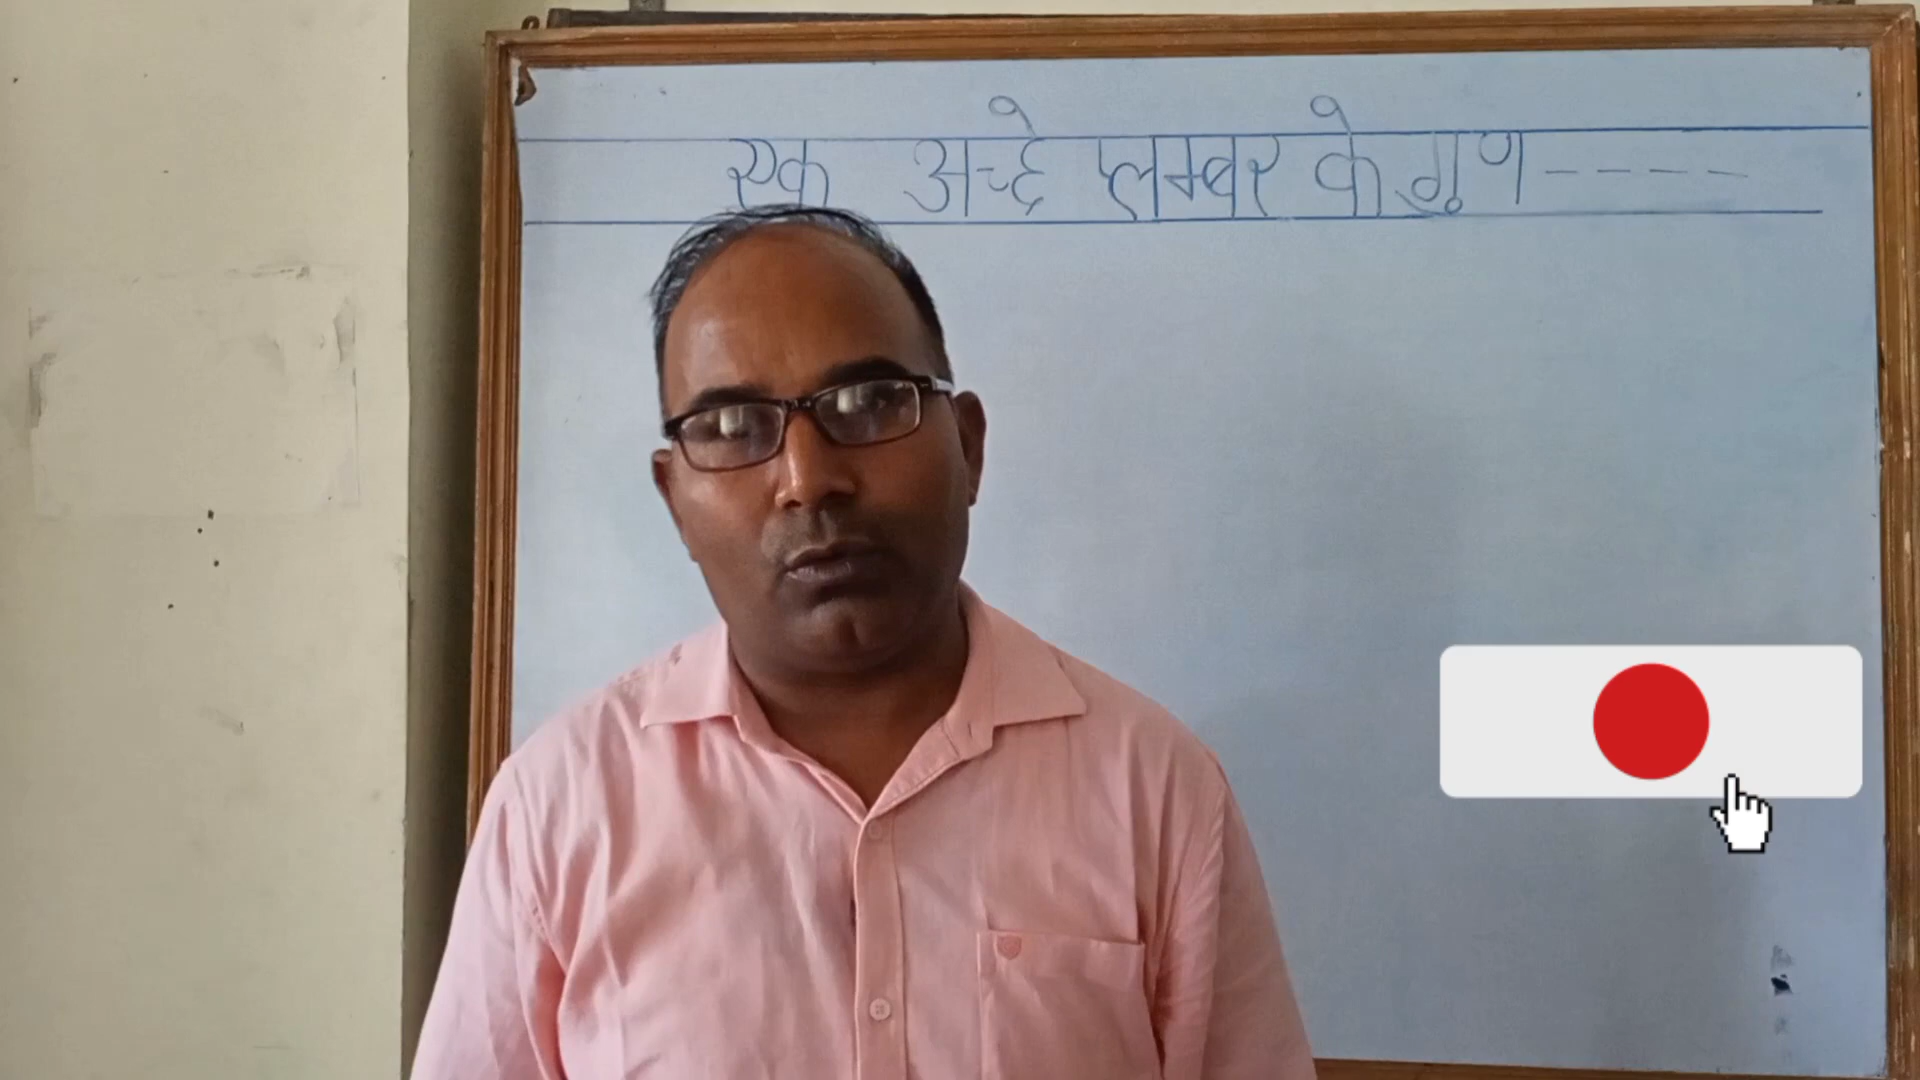 एक अच्छे प्लम्बर के गुण ----